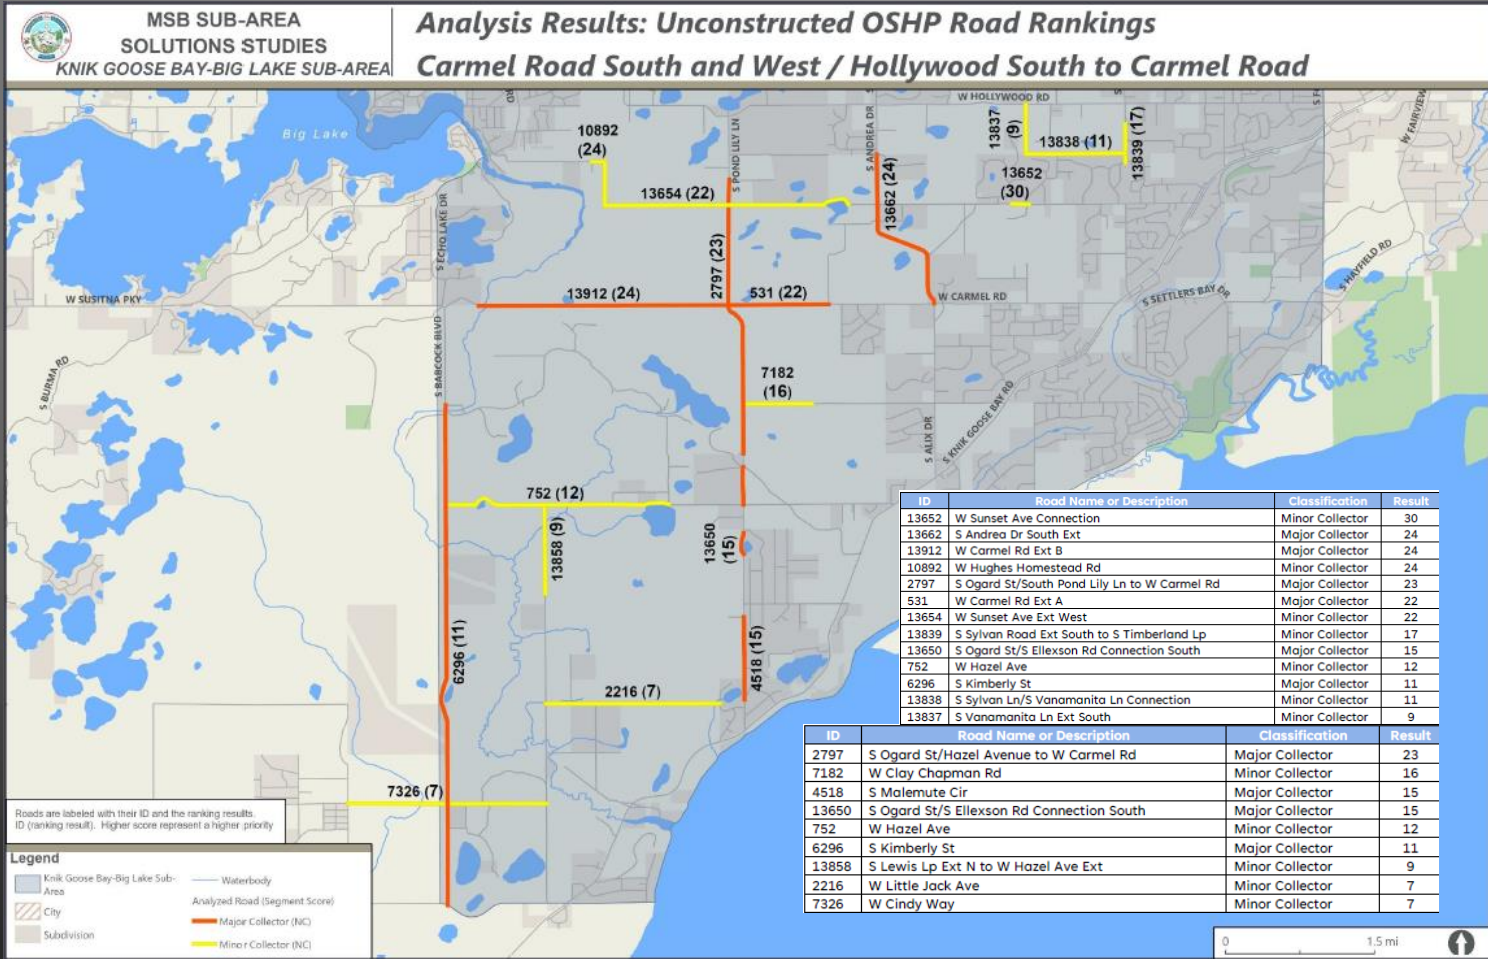 MSB SUB-AREA
SOLUTIONS STUDIES
KNIK GOOSE BAY-BIG LAKE SUB-AREA
Analysis Results: Unconstructed OSHP Road Rankings
Carmel Road South and West / Hollywood South to Carmel Road
Big Lake
RD
10892
(24)
13654 (22)
S POND LILY LN
S ANDREA DR
13662 (24)
W HOLLYWOOD RD
13837
(9)
13838 (11)
13839 (17)
13652
(30)
W FAIRVIEW
S ECHO LAKE DR
W SUSITNA PKY
13912 (24)
2797 (23)
531 (22)
W CARMEL RD
S SETTLERS BAY DR
S HAYFIELD RD
S BURMA RD
S BABCOCK BLVD
7182
(16)
S ALIX DR
S KNIK GOOSE BAY RD
752 (12)
13858 (9)
13650
(15)
6296 (11)
4518 (15)
2216 (7)
7326 (7)
ID Road Name or Description Classification Result
13652 W Sunset Ave Connection Minor Collector 30
13662 S Andrea Dr South Ext Major Collector 24
13912 W Carmel Rd Ext B Major Collector 24
10892 W Hughes Homestead Rd Minor Collector 24
2797 S Ogard St/South Pond Lily Ln to W Carmel Rd Major Collector 23
531 W Carmel Rd Ext A Major Collector 22
13654 W Sunset Ave Ext West Minor Collector 22
13839 S Sylvan Road Ext South to S Timberland Lp Minor Collector 17
13650 S Ogard St/S Ellexson Rd Connection South Major Collector 15
752 W Hazel Ave Minor Collector 12
6296 S Kimberly St Major Collector 11
13838 S Sylvan Ln/S Vanamanita Ln Connection Minor Collector 11
13837 S Vanamanita Ln Ext South Minor Collector 9
ID Road Name or Description Classification Result
2797 S Ogard St/Hazel Avenue to W Carmel Rd Major Collector 23
7182 W Clay Chapman Rd Minor Collector 16
4518 S Malemute Cir Major Collector 15
13650 S Ogard St/S Ellexson Rd Connection South Major Collector 15
752 W Hazel Ave Minor Collector 12
6296 S Kimberly St Major Collector 11
13858 S Lewis Lp Ext N to W Hazel Ave Ext Minor Collector 9
2216 W Little Jack Ave Minor Collector 7
7326 W Cindy Way Minor Collector 7
Roads are labeled with their ID and the ranking results.
ID (ranking result). Higher score represent a higher priority
Legend
Knik Goose Bay-Big Lake Sub-
Area
City
Subdivision
Waterbody
Analyzed Road (Segment Score)
Major Collector (NC)
Minor Collector (NC)
0 1.5 mi